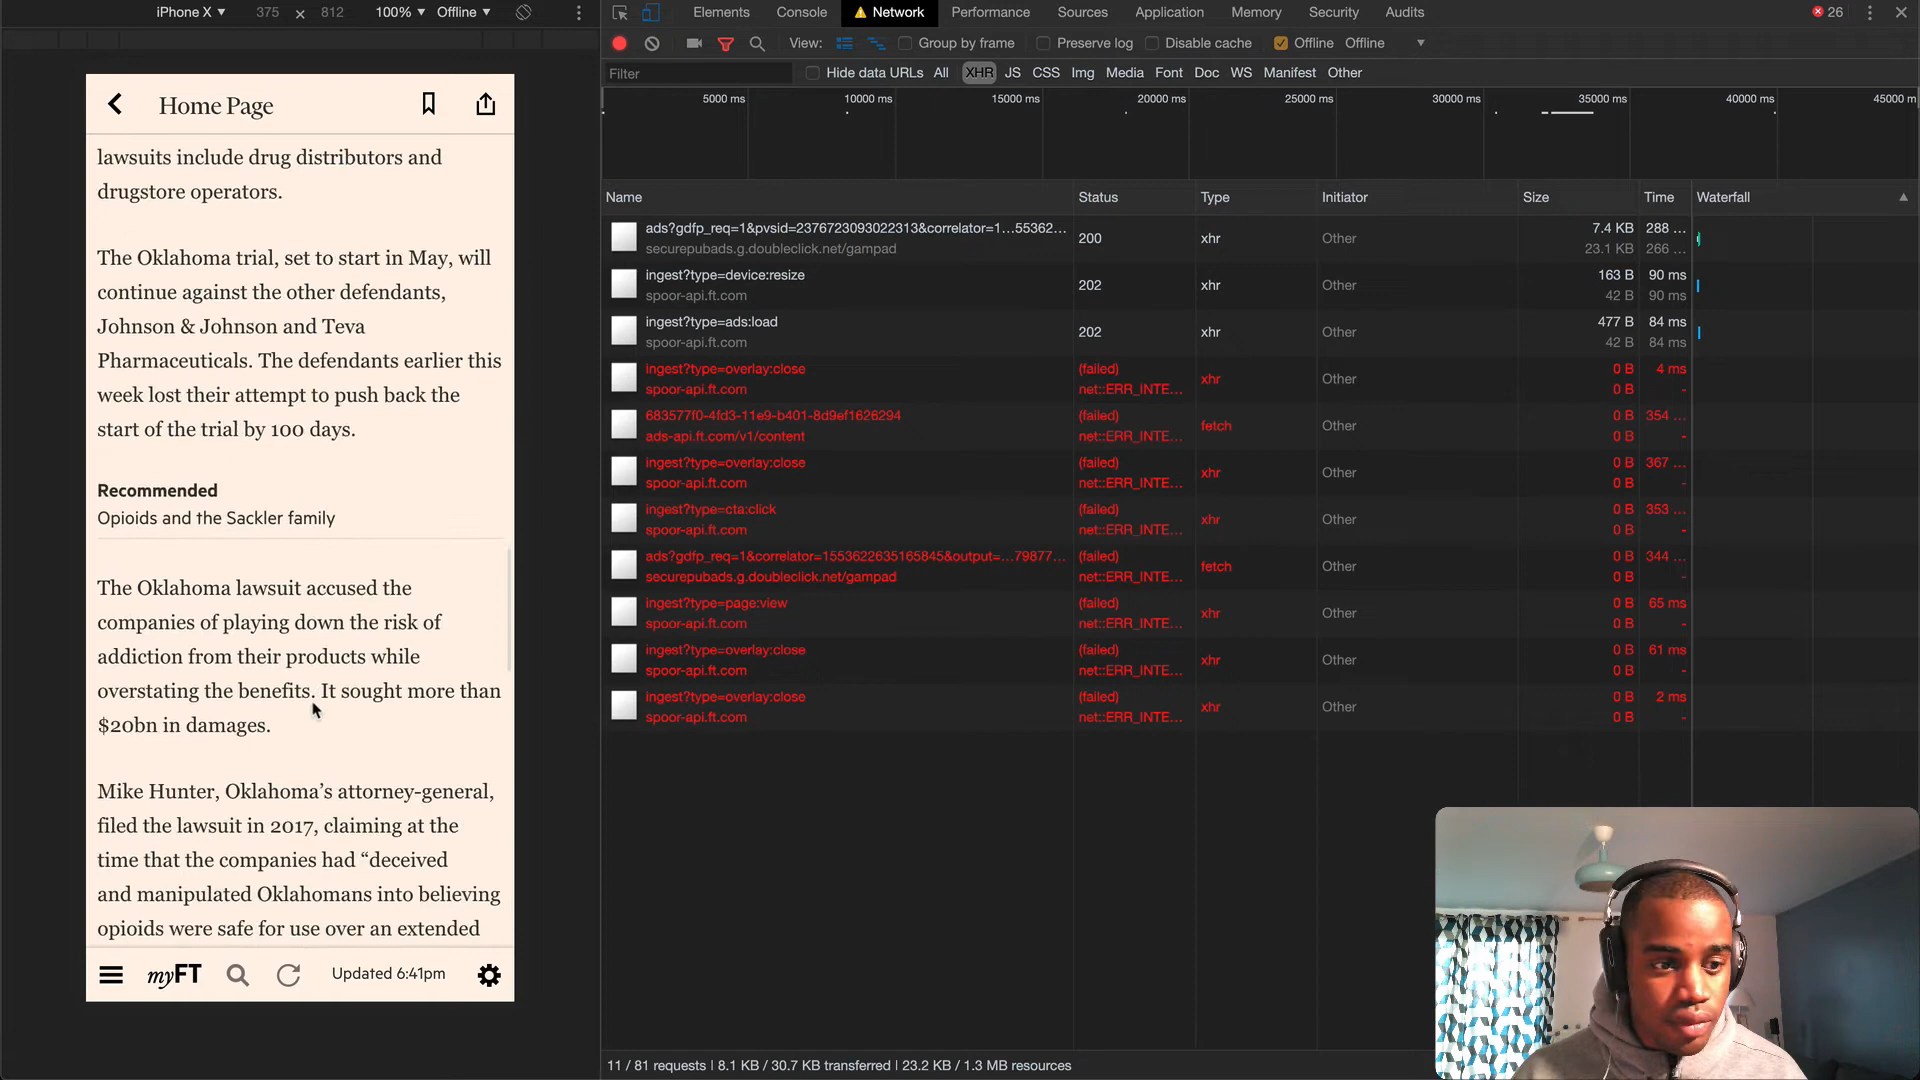 iPhone X ▼ 375 × 812 100% ▼ Offline ▼
Home Page
lawsuits include drug distributors and
drugstore operators.
The Oklahoma trial, set to start in May, will
continue against the other defendants,
Johnson & Johnson and Teva
Pharmaceuticals. The defendants earlier this
week lost their attempt to push back the
start of the trial by 100 days.
Recommended
Opioids and the Sackler family
The Oklahoma lawsuit accused the
companies of playing down the risk of
addiction from their products while
overstating the benefits. It sought more than
$20bn in damages.
Mike Hunter, Oklahoma’s attorney-general,
filed the lawsuit in 2017, claiming at the
time that the companies had “deceived
and manipulated Oklahomans into believing
opioids were safe for use over an extended
myFT Updated 6:41pm
Elements Console Network Performance Sources Application Memory Security Audits 26
View: Group by frame Preserve log Disable cache Offline Offline ▼
Filter Hide data URLs All XHR JS CSS Img Media Font Doc WS Manifest Other
5000 ms 10000 ms 15000 ms 20000 ms 25000 ms 30000 ms 35000 ms 40000 ms 45000 m
Name Status Type Initiator Size Time Waterfall ▲
ads?gdfp_req=1&pvsid=2376723093022313&correlator=1...55362... 200 xhr Other 7.4 KB 288 ...
securepubads.g.doubleclick.net/gampad 23.1 KB 266 ...
ingest?type=device:resize 202 xhr Other 163 B 90 ms
spoor-api.ft.com 42 B 90 ms
ingest?type=ads:load 202 xhr Other 477 B 84 ms
spoor-api.ft.com 42 B 84 ms
ingest?type=overlay:close (failed) xhr Other 0 B 4 ms
spoor-api.ft.com net::ERR_INTE... 0 B -
683577f0-4fd3-11e9-b401-8d9ef1626294 (failed) fetch Other 0 B 354 ...
ads-api.ft.com/v1/content net::ERR_INTE... 0 B -
ingest?type=overlay:close (failed) xhr Other 0 B 367 ...
spoor-api.ft.com net::ERR_INTE... 0 B -
ingest?type=cta:click (failed) xhr Other 0 B 353 ...
spoor-api.ft.com net::ERR_INTE... 0 B -
ads?gdfp_req=1&correlator=1553622635165845&output=...79877... (failed) fetch Other 0 B 344 ...
securepubads.g.doubleclick.net/gampad net::ERR_INTE... 0 B -
ingest?type=page:view (failed) xhr Other 0 B 65 ms
spoor-api.ft.com net::ERR_INTE... 0 B -
ingest?type=overlay:close (failed) xhr Other 0 B 61 ms
spoor-api.ft.com net::ERR_INTE... 0 B -
ingest?type=overlay:close (failed) xhr Other 0 B 2 ms
spoor-api.ft.com net::ERR_INTE... 0 B -
11 / 81 requests | 8.1 KB / 30.7 KB transferred | 23.2 KB / 1.3 MB resources